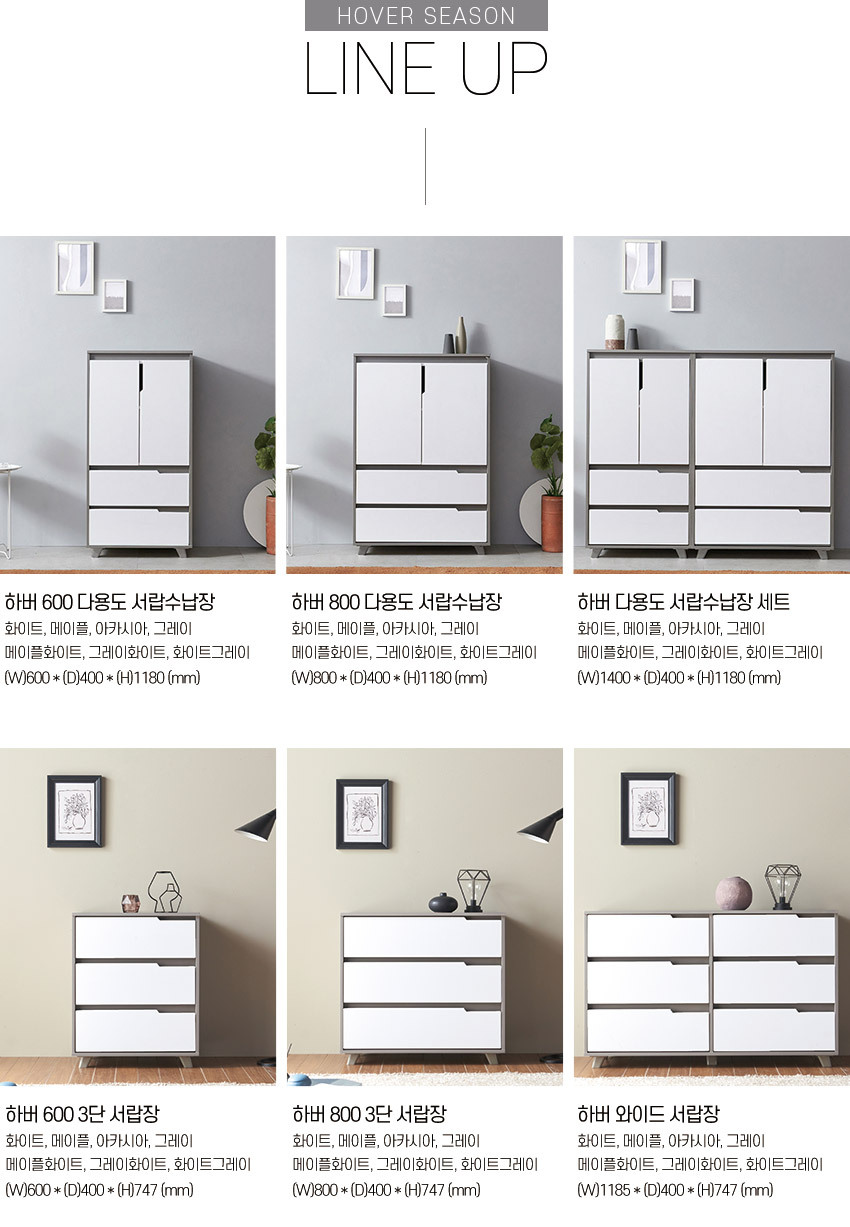 HOVER SEASON
LINE UP
하버 600 다용도 서랍수납장
화이트, 메이플, 아카시아, 그레이
메이플화이트, 그레이화이트, 화이트그레이
(W)600 * (D)400 * (H)1180 (mm)
하버 800 다용도 서랍수납장
화이트, 메이플, 아카시아, 그레이
메이플화이트, 그레이화이트, 화이트그레이
(W)800 * (D)400 * (H)1180 (mm)
하버 다용도 서랍수납장 세트
화이트, 메이플, 아카시아, 그레이
메이플화이트, 그레이화이트, 화이트그레이
(W)1400 * (D)400 * (H)1180 (mm)
하버 600 3단 서랍장
화이트, 메이플, 아카시아, 그레이
메이플화이트, 그레이화이트, 화이트그레이
(W)600 * (D)400 * (H)747 (mm)
하버 800 3단 서랍장
화이트, 메이플, 아카시아, 그레이
메이플화이트, 그레이화이트, 화이트그레이
(W)800 * (D)400 * (H)747 (mm)
하버 와이드 서랍장
화이트, 메이플, 아카시아, 그레이
메이플화이트, 그레이화이트, 화이트그레이
(W)1185 * (D)400 * (H)747 (mm)